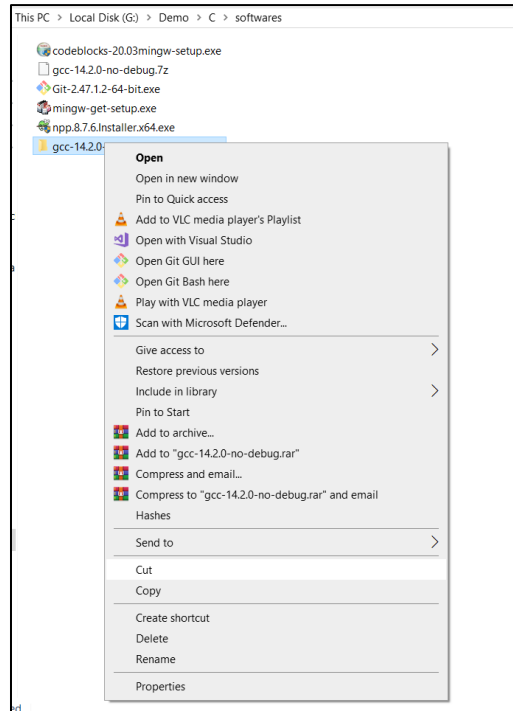 This PC > Local Disk (G:) > Demo > C > softwares
codeblocks-20.03mingw-setup.exe
gcc-14.2.0-no-debug.7z
Git-2.47.1.2-64-bit.exe
mingw-get-setup.exe
npp.8.7.6.Installer.x64.exe
gcc-14.2.0-
Open
Open in new window
Pin to Quick access
Add to VLC media player's Playlist
Open with Visual Studio
Open Git GUI here
Open Git Bash here
Play with VLC media player
Scan with Microsoft Defender...
Give access to
Restore previous versions
Include in library
Pin to Start
Add to archive...
Add to "gcc-14.2.0-no-debug.rar"
Compress and email...
Compress to "gcc-14.2.0-no-debug.rar" and email
Hashes
Send to
Cut
Copy
Create shortcut
Delete
Rename
Properties
ed